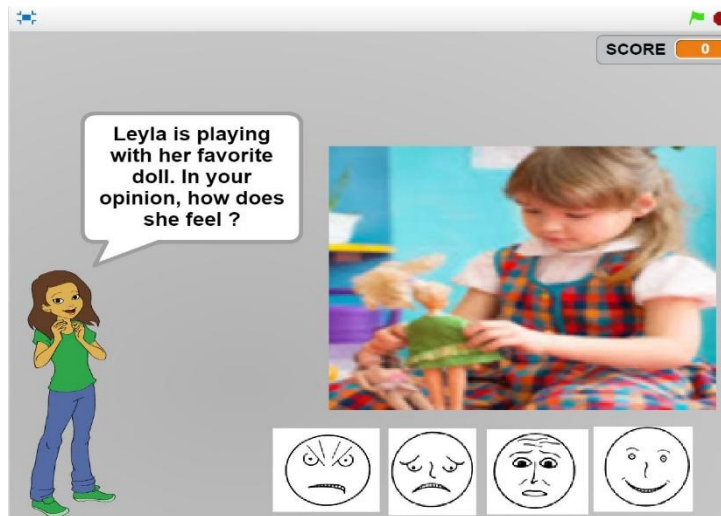 SCORE 0
Leyla is playing
with her favorite
doll. In your
opinion, how does
she feel ?